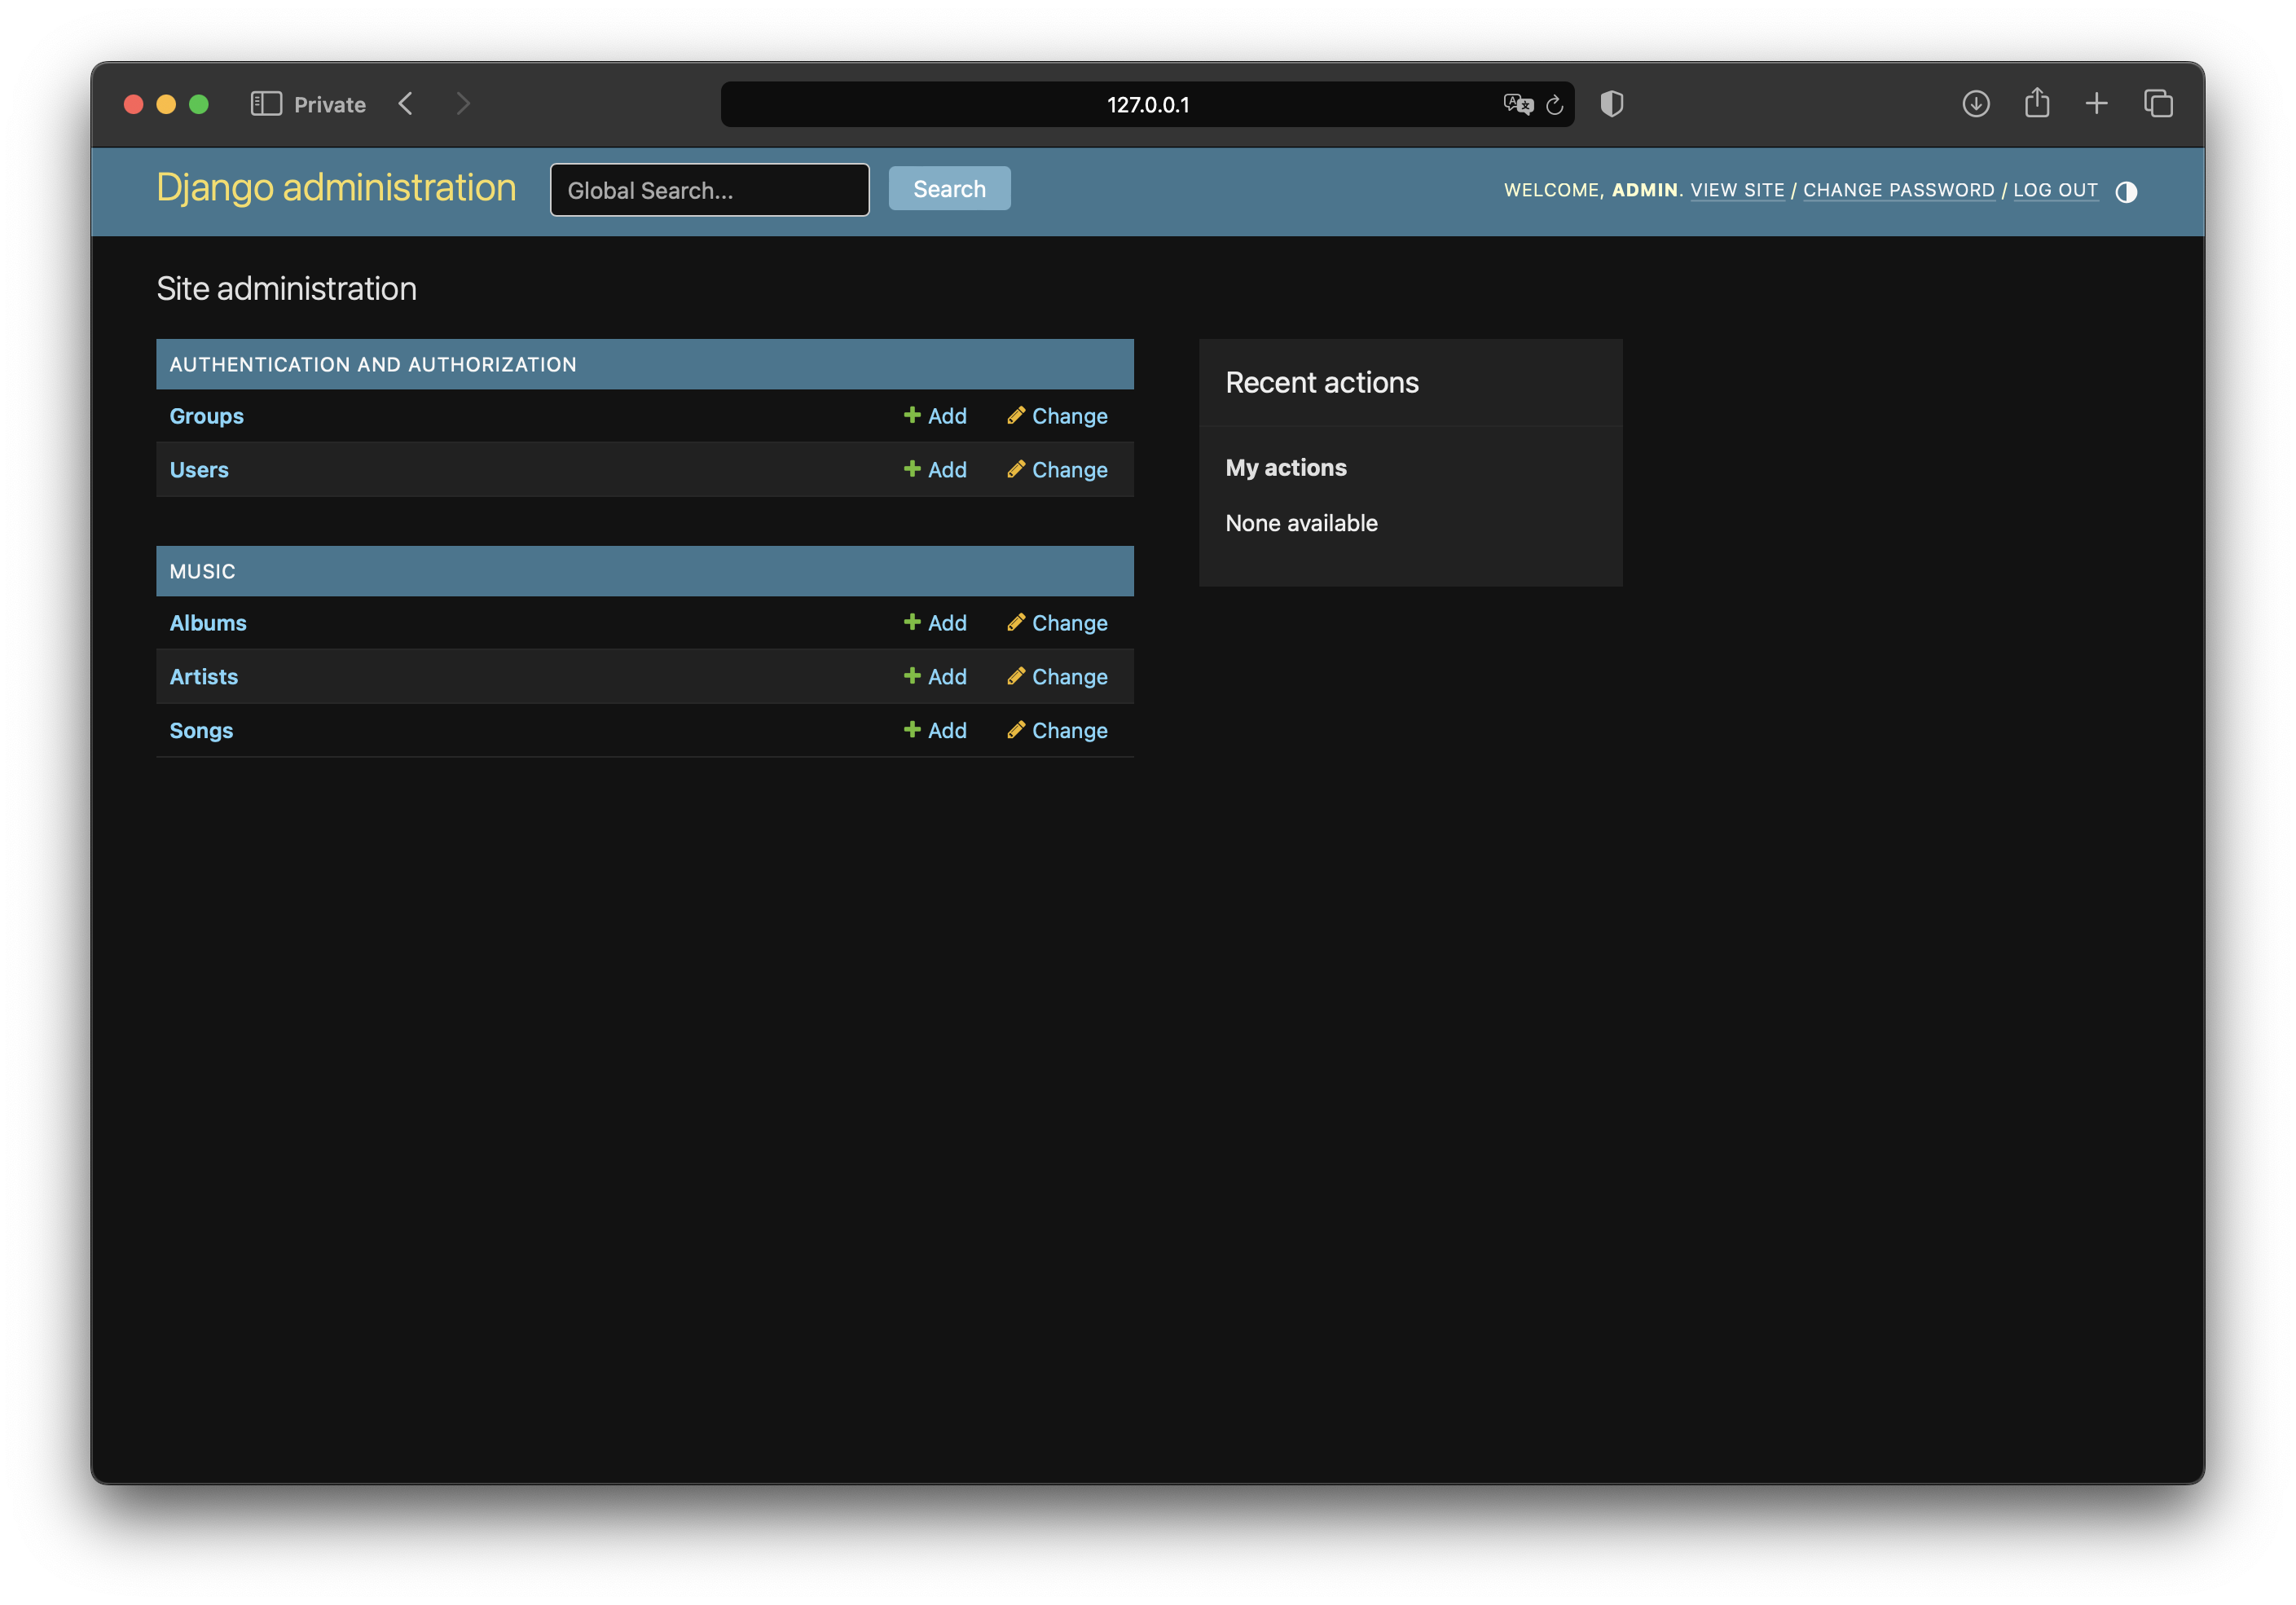 Private
127.0.0.1
Django administration
Global Search...
Search
WELCOME, ADMIN. VIEW SITE / CHANGE PASSWORD / LOG OUT
Site administration
AUTHENTICATION AND AUTHORIZATION
Groups Add Change
Users Add Change
MUSIC
Albums Add Change
Artists Add Change
Songs Add Change
Recent actions
My actions
None available